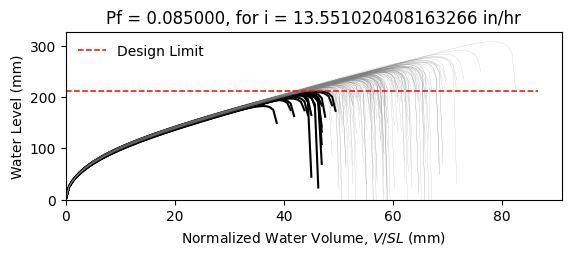 Pf = 0.085000, for i = 13.551020408163266 in/hr
Design Limit
Water Level (mm)
300
200
100
0
0 20 40 60 80
Normalized Water Volume, V/SL (mm)